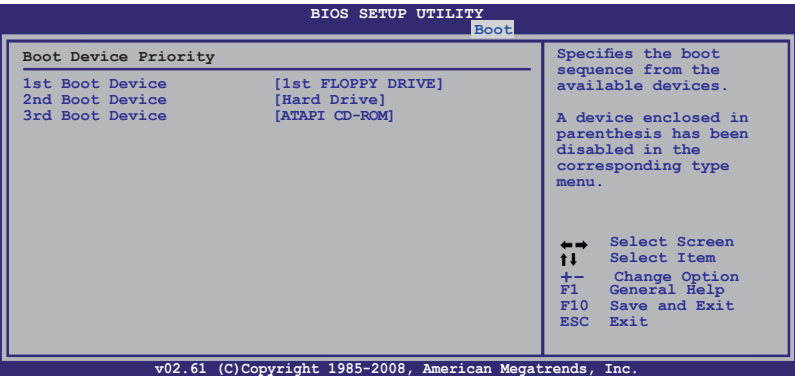 BIOS SETUP UTILITY
Boot
Boot Device Priority
1st Boot Device [1st FLOPPY DRIVE]
2nd Boot Device [Hard Drive]
3rd Boot Device [ATAPI CD-ROM]
Specifies the boot
sequence from the
available devices.
A device enclosed in
parenthesis has been
disabled in the
corresponding type
menu.
←→ Select Screen
↑↓ Select Item
+- Change Option
F1 General Help
F10 Save and Exit
ESC Exit
v02.61 (C)Copyright 1985-2008, American Megatrends, Inc.